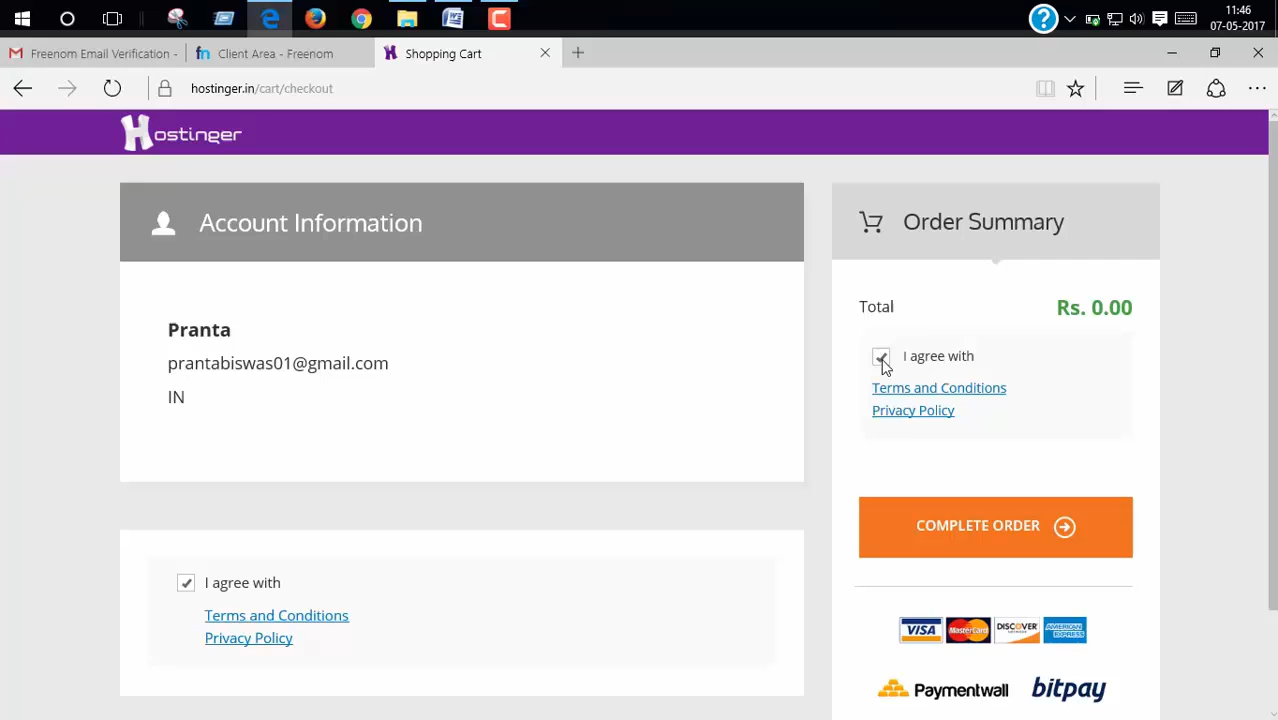 11:46
07-05-2017
Freenom Email Verification -
Client Area - Freenom
Shopping Cart
hostinger.in/cart/checkout
Hostinger
Account Information
Pranta
prantabiswas01@gmail.com
IN
I agree with
Terms and Conditions
Privacy Policy
Order Summary
Total
Rs. 0.00
I agree with
Terms and Conditions
Privacy Policy
COMPLETE ORDER
VISA
MasterCard
DISCOVER
AMERICAN EXPRESS
Paymentwall
bitpay